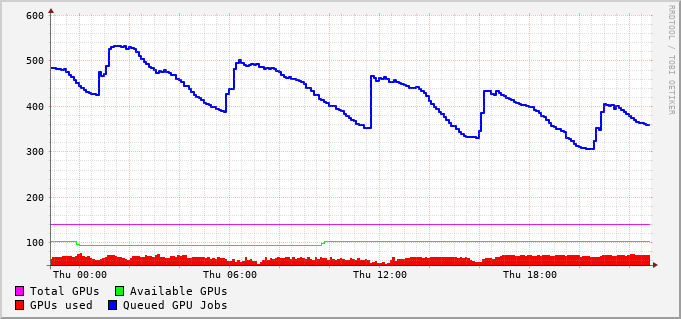 600
500
400
300
200
100
Thu 00:00 Thu 06:00 Thu 12:00 Thu 18:00
Total GPUs Available GPUs
GPUs used Queued GPU Jobs
RRDTOOL / TOBI OETIKER